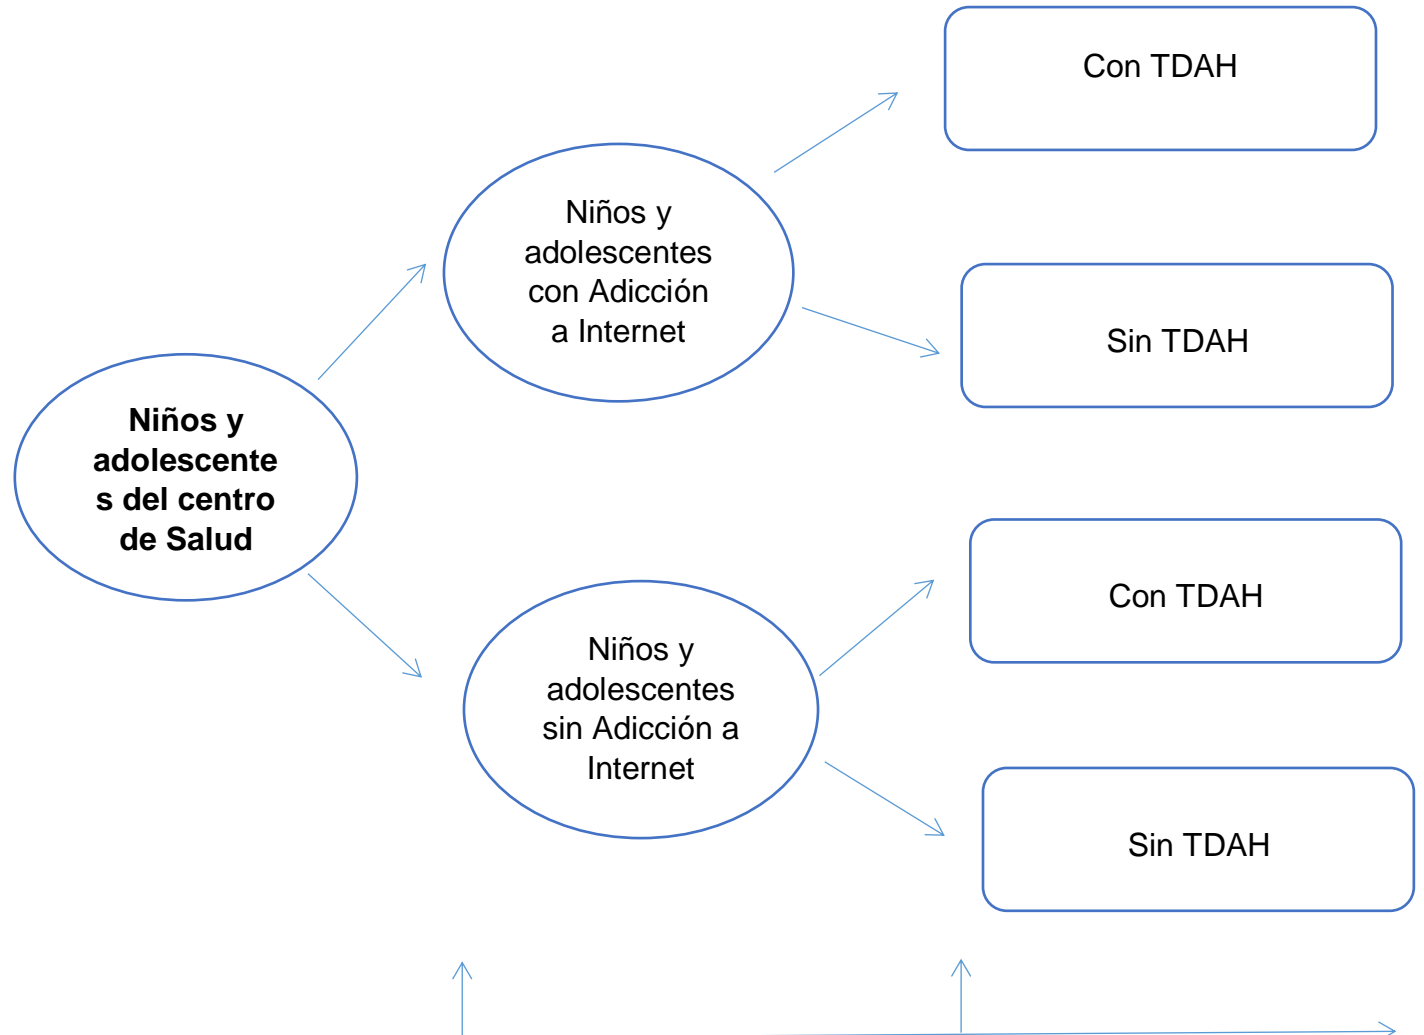 Con TDAH
Niños y
adolescentes
con Adicción
a Internet
Sin TDAH
Niños y
adolescente
s del centro
de Salud
Con TDAH
Niños y
adolescentes
sin Adicción a
Internet
Sin TDAH